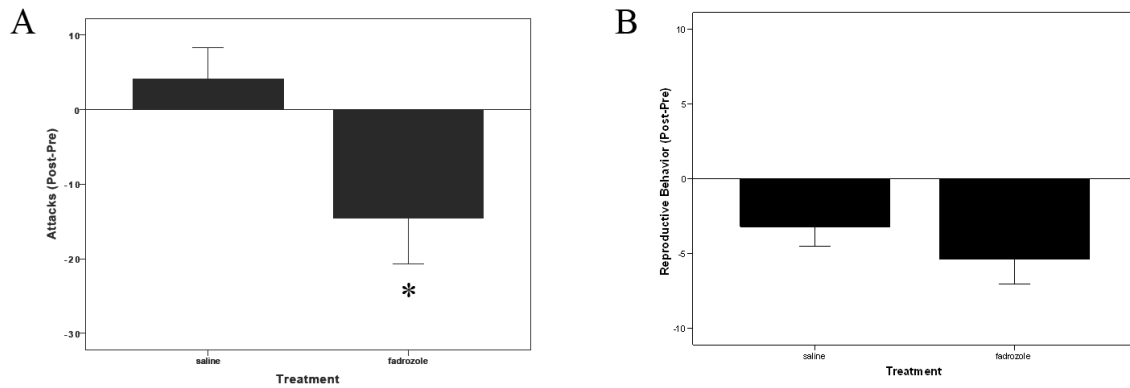 A
Attacks (Post-Pre)
10
0
-10
-20
-30
*
saline
fadrozole
Treatment
B
Reproductive Behavior (Post-Pre)
10
5
0
-5
-10
saline
fadrozole
Treatment